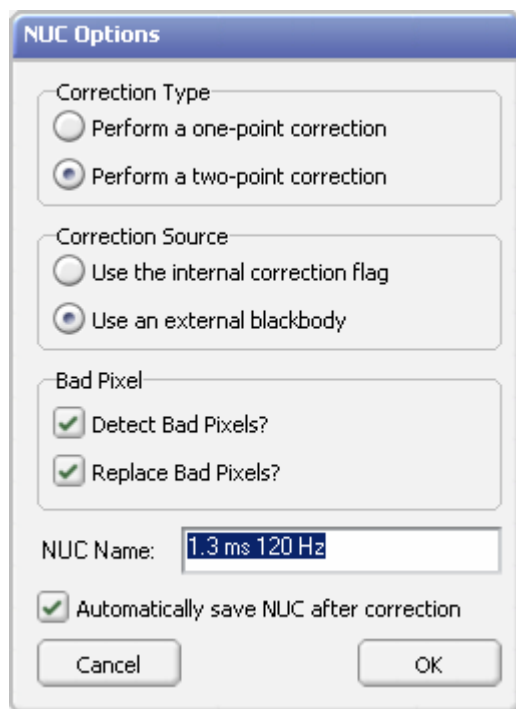 NUC Options
Correction Type
Perform a one-point correction
Perform a two-point correction
Correction Source
Use the internal correction flag
Use an external blackbody
Bad Pixel
Detect Bad Pixels?
Replace Bad Pixels?
NUC Name: 1.3 ms 120 Hz
Automatically save NUC after correction
Cancel OK